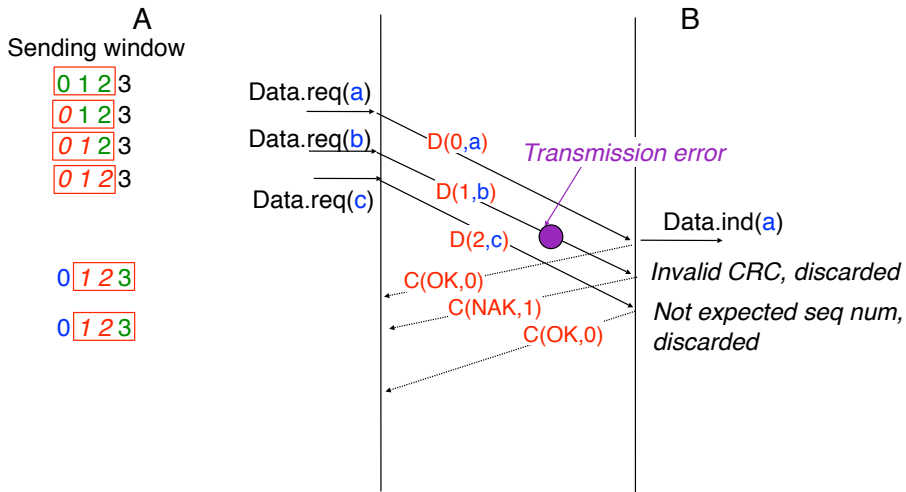 A
B
Sending window
0 1 2 3
0 1 2 3
0 1 2 3
0 1 2 3
Data.req(a)
Data.req(b)
Data.req(c)
D(0,a)
Transmission error
D(1,b)
D(2,c)
Data.ind(a)
0 1 2 3
C(OK,0)
Invalid CRC, discarded
C(NAK,1)
0 1 2 3
C(OK,0)
Not expected seq num,
discarded